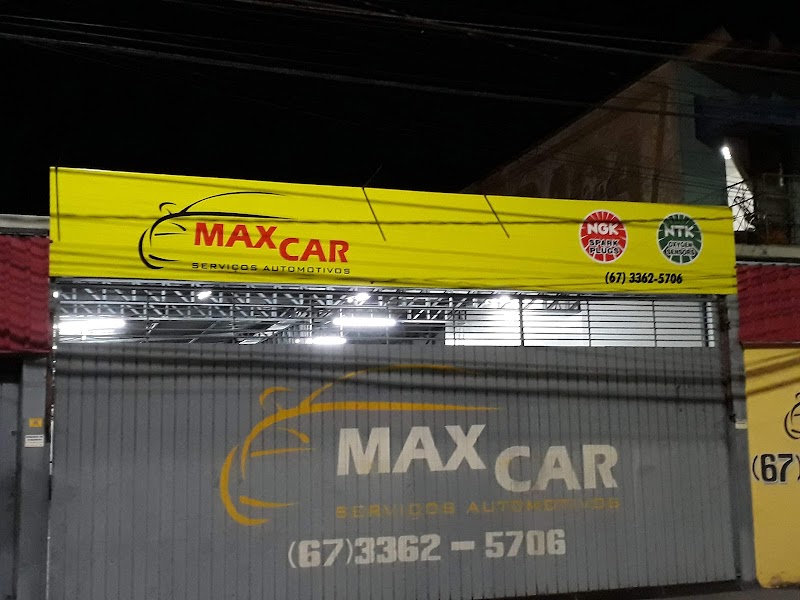 MAX CAR
SERVIÇOS AUTOMOTIVOS
NGK
SPARK
PLUGS
NTK
OXYGEN
SENSORS
(67) 3362-5706
MAX CAR
SERVIÇOS AUTOMOTIVOS
(67)3362-5706
(67)